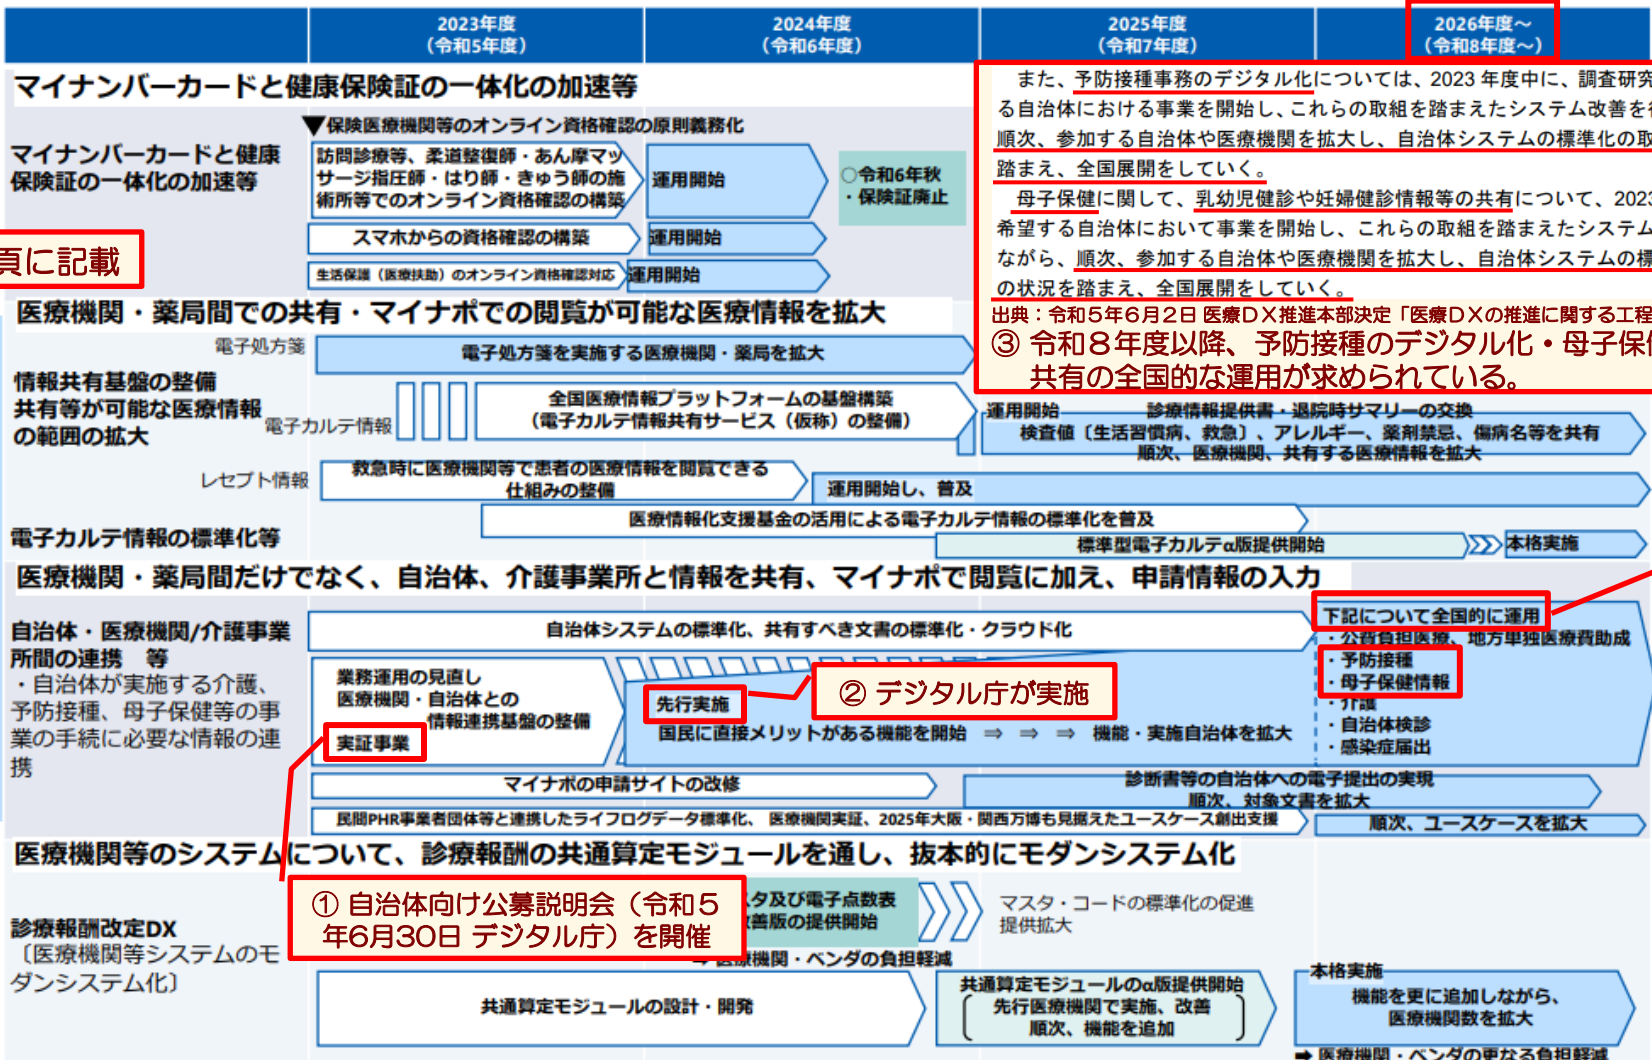 2023年度
（令和5年度）
2024年度
（令和6年度）
2025年度
（令和7年度）
2026年度～
（令和8年度～）
マイナンバーカードと健康保険証の一体化の加速等
▼保険医療機関等のオンライン資格確認の原則義務化
マイナンバーカードと健康
保険証の一体化の加速等
訪問診療等、柔道整復師・あん摩マッ
サージ指圧師・はり師・きゅう師の施
術所等でのオンライン資格確認の構築
運用開始
○令和6年秋
・保険証廃止
スマホからの資格確認の構築
運用開始
生活保護（医療扶助）のオンライン資格確認対応
運用開始
頁に記載
また、予防接種事務のデジタル化については、2023 年度中に、調査研究
る自治体における事業を開始し、これらの取組を踏まえたシステム改善を
順次、参加する自治体や医療機関を拡大し、自治体システムの標準化の取
踏まえ、全国展開をしていく。
母子保健に関して、乳幼児健診や妊婦健診情報等の共有について、2023
希望する自治体において事業を開始し、これらの取組を踏まえたシステム
ながら、順次、参加する自治体や医療機関を拡大し、自治体システムの標
の状況を踏まえ、全国展開をしていく。
出典：令和５年６月２日 医療ＤＸ推進本部決定「医療ＤＸの推進に関する工程
③ 令和８年度以降、予防接種のデジタル化・母子保健
共有の全国的な運用が求められている。
医療機関・薬局間での共有・マイナポでの閲覧が可能な医療情報を拡大
電子処方箋
電子処方箋を実施する医療機関・薬局を拡大
情報共有基盤の整備
共有等が可能な医療情報
の範囲の拡大
電子カルテ情報
全国医療情報プラットフォームの基盤構築
（電子カルテ情報共有サービス（仮称）の整備）
運用開始
診療情報提供書・退院時サマリーの交換
検査値〔生活習慣病、救急〕、アレルギー、薬剤禁忌、傷病名等を共有
順次、医療機関、共有する医療情報を拡大
レセプト情報
救急時に医療機関等で患者の医療情報を閲覧できる
仕組みの整備
運用開始し、普及
医療情報化支援基金の活用による電子カルテ情報の標準化を普及
電子カルテ情報の標準化等
標準型電子カルテα版提供開始
本格実施
医療機関・薬局間だけでなく、自治体、介護事業所と情報を共有、マイナポで閲覧に加え、申請情報の入力
自治体・医療機関/介護事業
所間の連携 等
・自治体が実施する介護、
予防接種、母子保健等の事
業の手続に必要な情報の連
携
自治体システムの標準化、共有すべき文書の標準化・クラウド化
業務運用の見直し
医療機関・自治体との
情報連携基盤の整備
実証事業
先行実施
② デジタル庁が実施
国民に直接メリットがある機能を開始 ⇒ ⇒ ⇒ 機能・実施自治体を拡大
下記について全国的に運用
・公費負担医療、地方単独医療費助成
・予防接種
・母子保健情報
・介護
・自治体検診
・感染症届出
マイナポの申請サイトの改修
診断書等の自治体への電子提出の実現
順次、対象文書を拡大
民間PHR事業者団体等と連携したライフログデータ標準化、 医療機関実証、2025年大阪・関西万博も見据えたユースケース創出支援
順次、ユースケースを拡大
医療機関等のシステムについて、診療報酬の共通算定モジュールを通し、抜本的にモダンシステム化
① 自治体向け公募説明会（令和５
年6月30日 デジタル庁）を開催
スタ及び電子点数表
善版の提供開始
マスタ・コードの標準化の促進
提供拡大
診療報酬改定DX
〔医療機関等システムのモ
ダンシステム化〕
➡ 医療機関・ベンダの負担軽減
共通算定モジュールの設計・開発
共通算定モジュールのα版提供開始
先行医療機関で実施、改善
順次、機能を追加
本格実施
機能を更に追加しながら、
医療機関数を拡大
➡ 医療機関・ベンダの更なる負担軽減